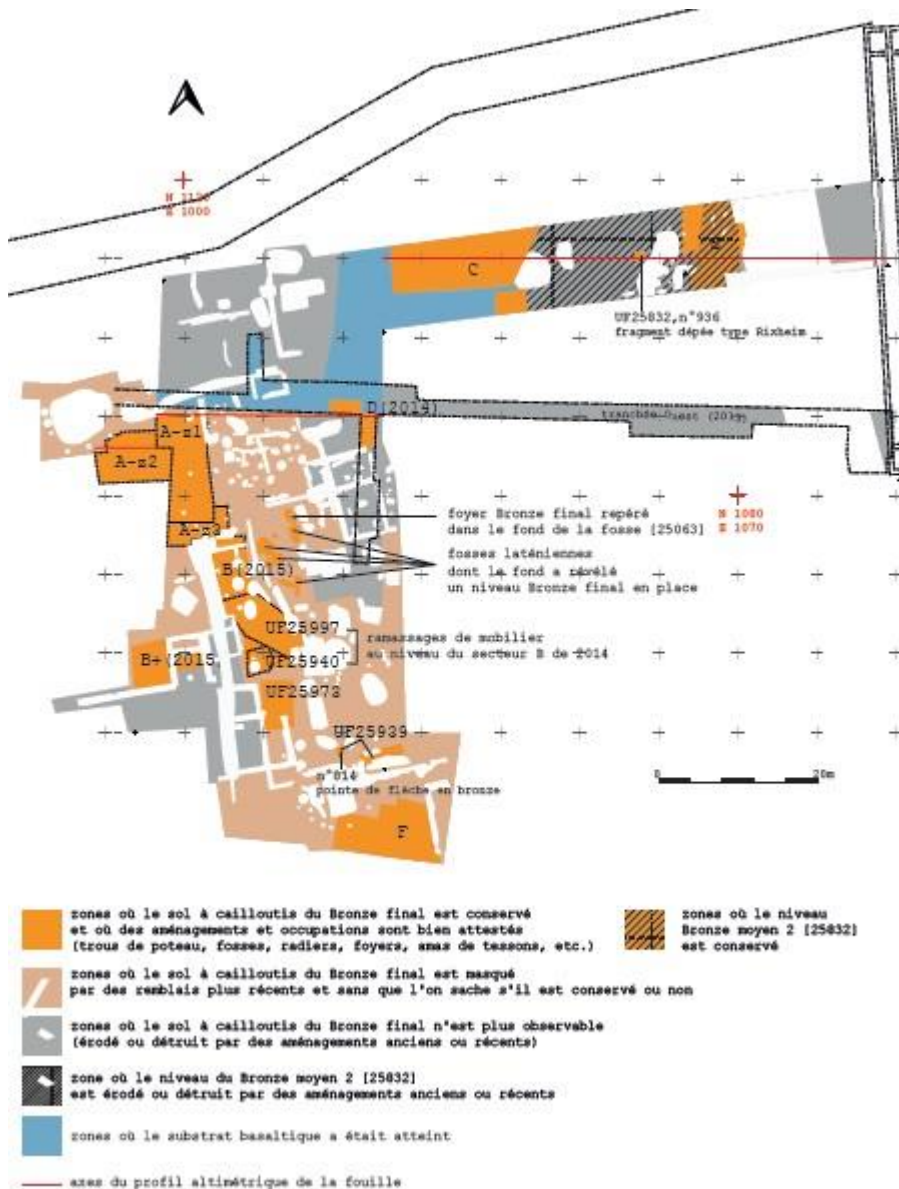 N 1120
E 1000
C
UF25832,n°936
fragment dépée type Rixheim
D(2014)
tranchée Ouest
A-z1
A-z2
A-z3
N 1080
E 1070
foyer Bronze final repéré
dans le fond de la fosse [25063]
fosses laténiennes
dont le fond a révélé
un niveau Bronze final en place
B(2015)
UF25997
ramassages de mobilier
au niveau du secteur B de 2014
UF25940
B+(2015
UF25973
UF25939
n°814
pointe de flèche en bronze
0 20m
F
zones où le sol à cailloutis du Bronze final est conservé
et où des aménagements et occupations sont bien attestés
(trous de poteau, fosses, radiers, foyers, amas de tessons, etc.)
zones où le niveau
Bronze moyen 2 [25832]
est conservé
zones où le sol à cailloutis du Bronze final est masqué
par des remblais plus récents et sans que l'on sache s'il est conservé ou non
zones où le sol à cailloutis du Bronze final n'est plus observable
(érodé ou détruit par des aménagements anciens ou récents)
zone où le niveau du Bronze moyen 2 [25832]
est érodé ou détruit par des aménagements anciens ou récents
zones où le substrat basaltique a était atteint
axes du profil altimétrique de la fouille